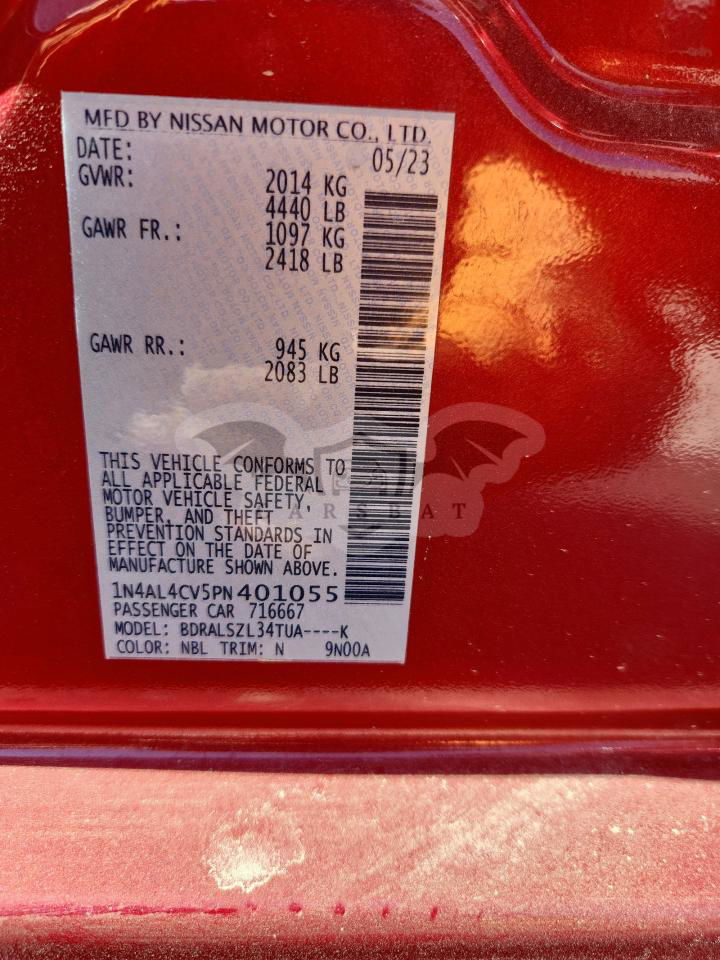 MFD BY NISSAN MOTOR CO., LTD.
DATE: 05/23
GVWR: 2014 KG
4440 LB
GAWR FR.: 1097 KG
2418 LB
GAWR RR.: 945 KG
2083 LB
THIS VEHICLE CONFORMS TO
ALL APPLICABLE FEDERAL
MOTOR VEHICLE SAFETY,
BUMPER, AND THEFT
PREVENTION STANDARDS IN
EFFECT ON THE DATE OF
MANUFACTURE SHOWN ABOVE.
1N4AL4CV5PN401055
PASSENGER CAR 716667
MODEL: BDRALSZL34TUA----K
COLOR: NBL TRIM: N 9N00A